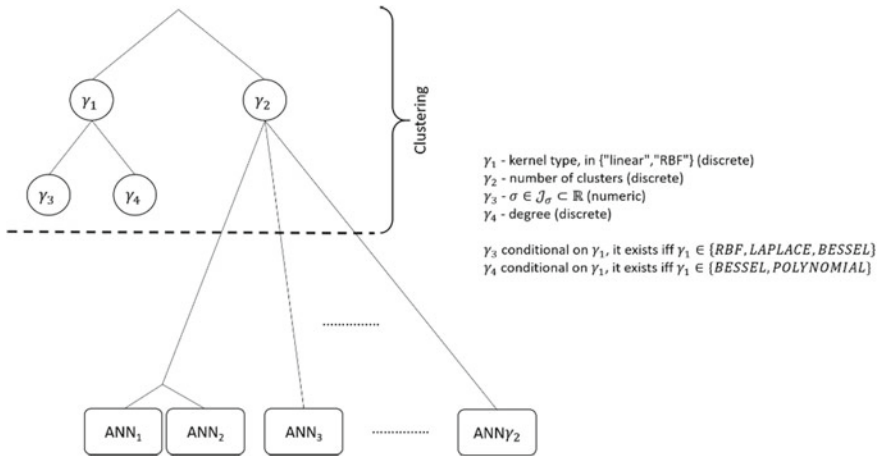 γ₁
γ₂
γ₃
γ₄
Clustering
γ₁ - kernel type, in {"linear","RBF"} (discrete)
γ₂ - number of clusters (discrete)
γ₃ - σ ∈ 𝒥_σ ⊂ ℝ (numeric)
γ₄ - degree (discrete)
γ₃ conditional on γ₁, it exists iff γ₁ ∈ {RBF, LAPLACE, BESSEL}
γ₄ conditional on γ₁, it exists iff γ₁ ∈ {BESSEL, POLYNOMIAL}
ANN₁
ANN₂
ANN₃
ANNγ₂